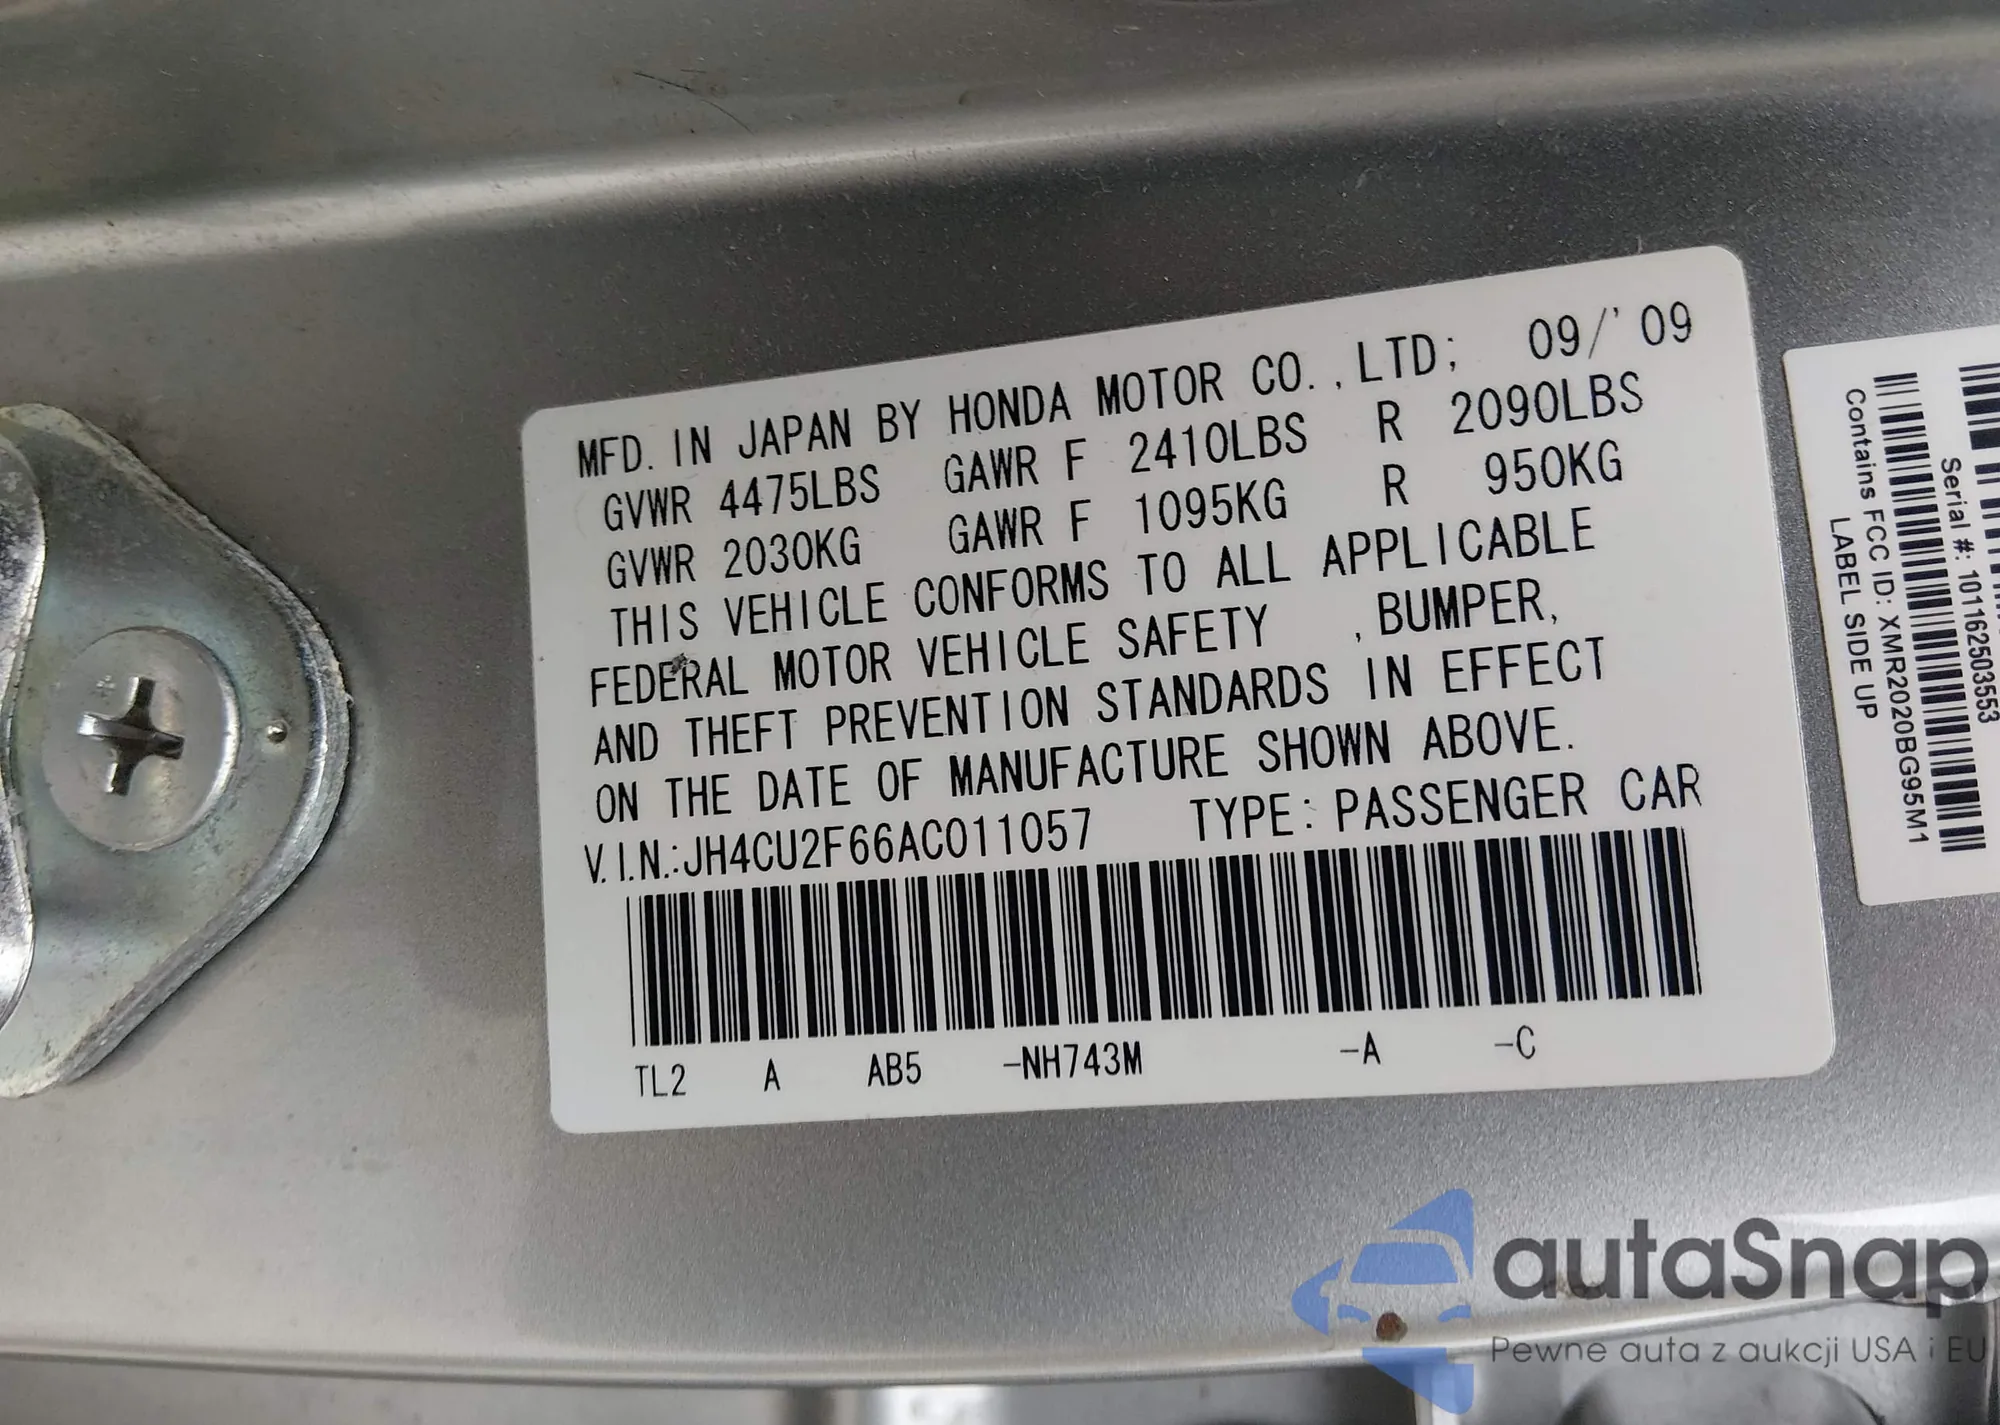 MFD. IN JAPAN BY HONDA MOTOR CO.,LTD; 09/'09
GVWR 4475LBS GAWR F 2410LBS R 2090LBS
GVWR 2030KG GAWR F 1095KG R 950KG
THIS VEHICLE CONFORMS TO ALL APPLICABLE
FEDERAL MOTOR VEHICLE SAFETY , BUMPER,
AND THEFT PREVENTION STANDARDS IN EFFECT
ON THE DATE OF MANUFACTURE SHOWN ABOVE.
V.I.N.:JH4CU2F66AC011057 TYPE:PASSENGER CAR
TL2 A AB5 -NH743M -A -C
Serial #: 101162503553
Contains FCC ID: XMR2020BG95M1
LABEL SIDE UP
autaSnap
Pewne auta z aukcji USA i EU